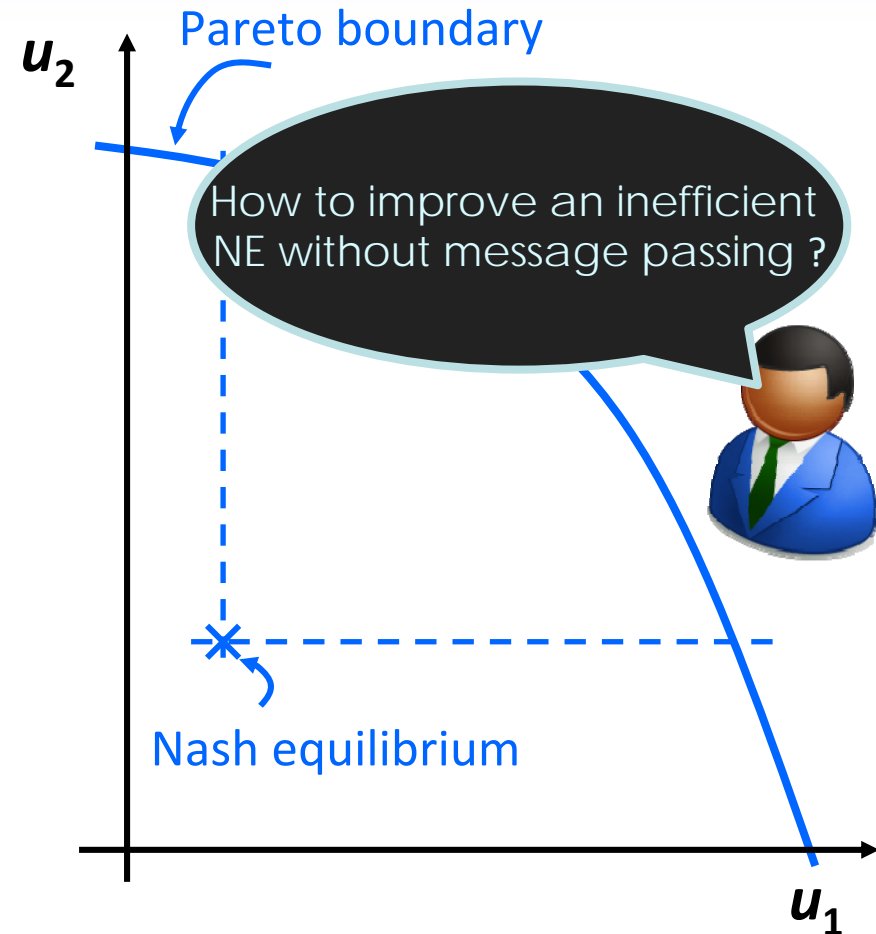 Pareto boundary
u₂
How to improve an inefficient
NE without message passing ?
Nash equilibrium
u₁